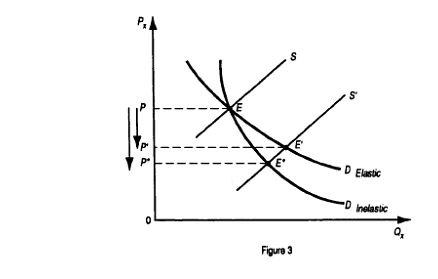 Px
S
S'
P
E
P'
E'
P"
E"
D Elastic
D Inelastic
0
Qx
Figure 3